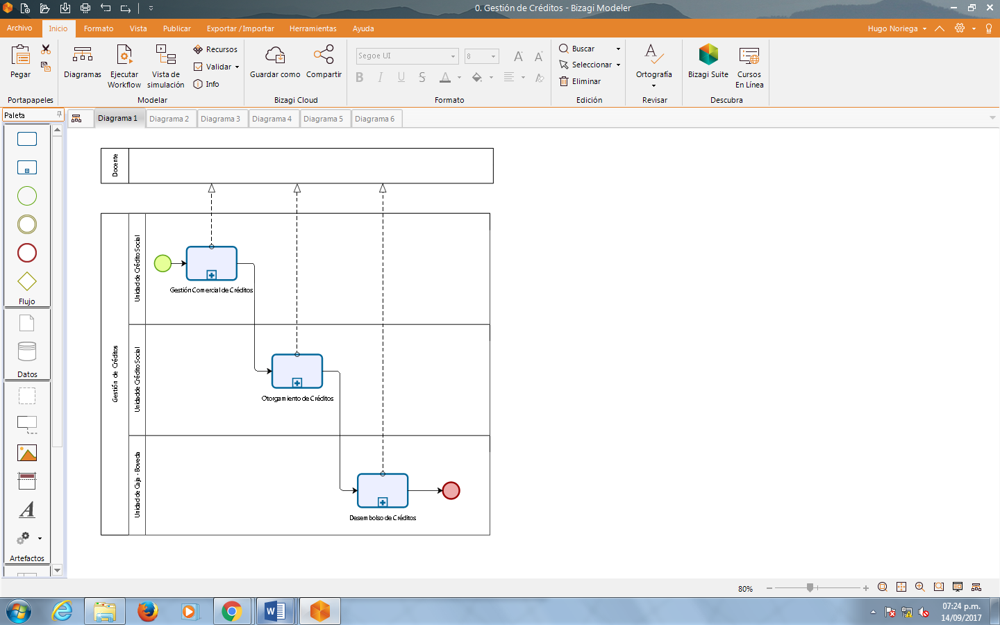 0. Gestión de Créditos - Bizagi Modeler
Archivo Inicio Formato Vista Publicar Exportar / Importar Herramientas Ayuda Hugo Noriega
Pegar
Portapapeles
Diagramas
Ejecutar
Workflow
Vista de
simulación
Recursos
Validar
Info
Modelar
Guardar como
Compartir
Bizagi Cloud
Segoe UI 8
A A
B I U S A A
Formato
Buscar
Seleccionar
Eliminar
Edición
Ortografía
Revisar
Bizagi Suite
Cursos
En Línea
Descubra
Paleta
Diagrama 1 Diagrama 2 Diagrama 3 Diagrama 4 Diagrama 5 Diagrama 6
Flujo
Datos
A
Artefactos
Docente
Gestión de Créditos
Unidad de Crédito Social
Gestión Comercial de Créditos
Unidadde Crédito Social
Otorgamiento de Créditos
Unidad de Caja - Boveda
Desembolso de Créditos
80%
07:24 p.m.
14/09/2017